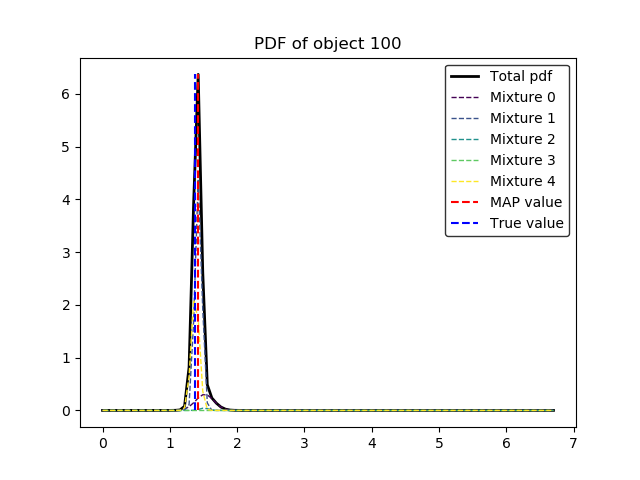 PDF of object 100
Total pdf
Mixture 0
Mixture 1
Mixture 2
Mixture 3
Mixture 4
MAP value
True value
6
5
4
3
2
1
0
0 1 2 3 4 5 6 7